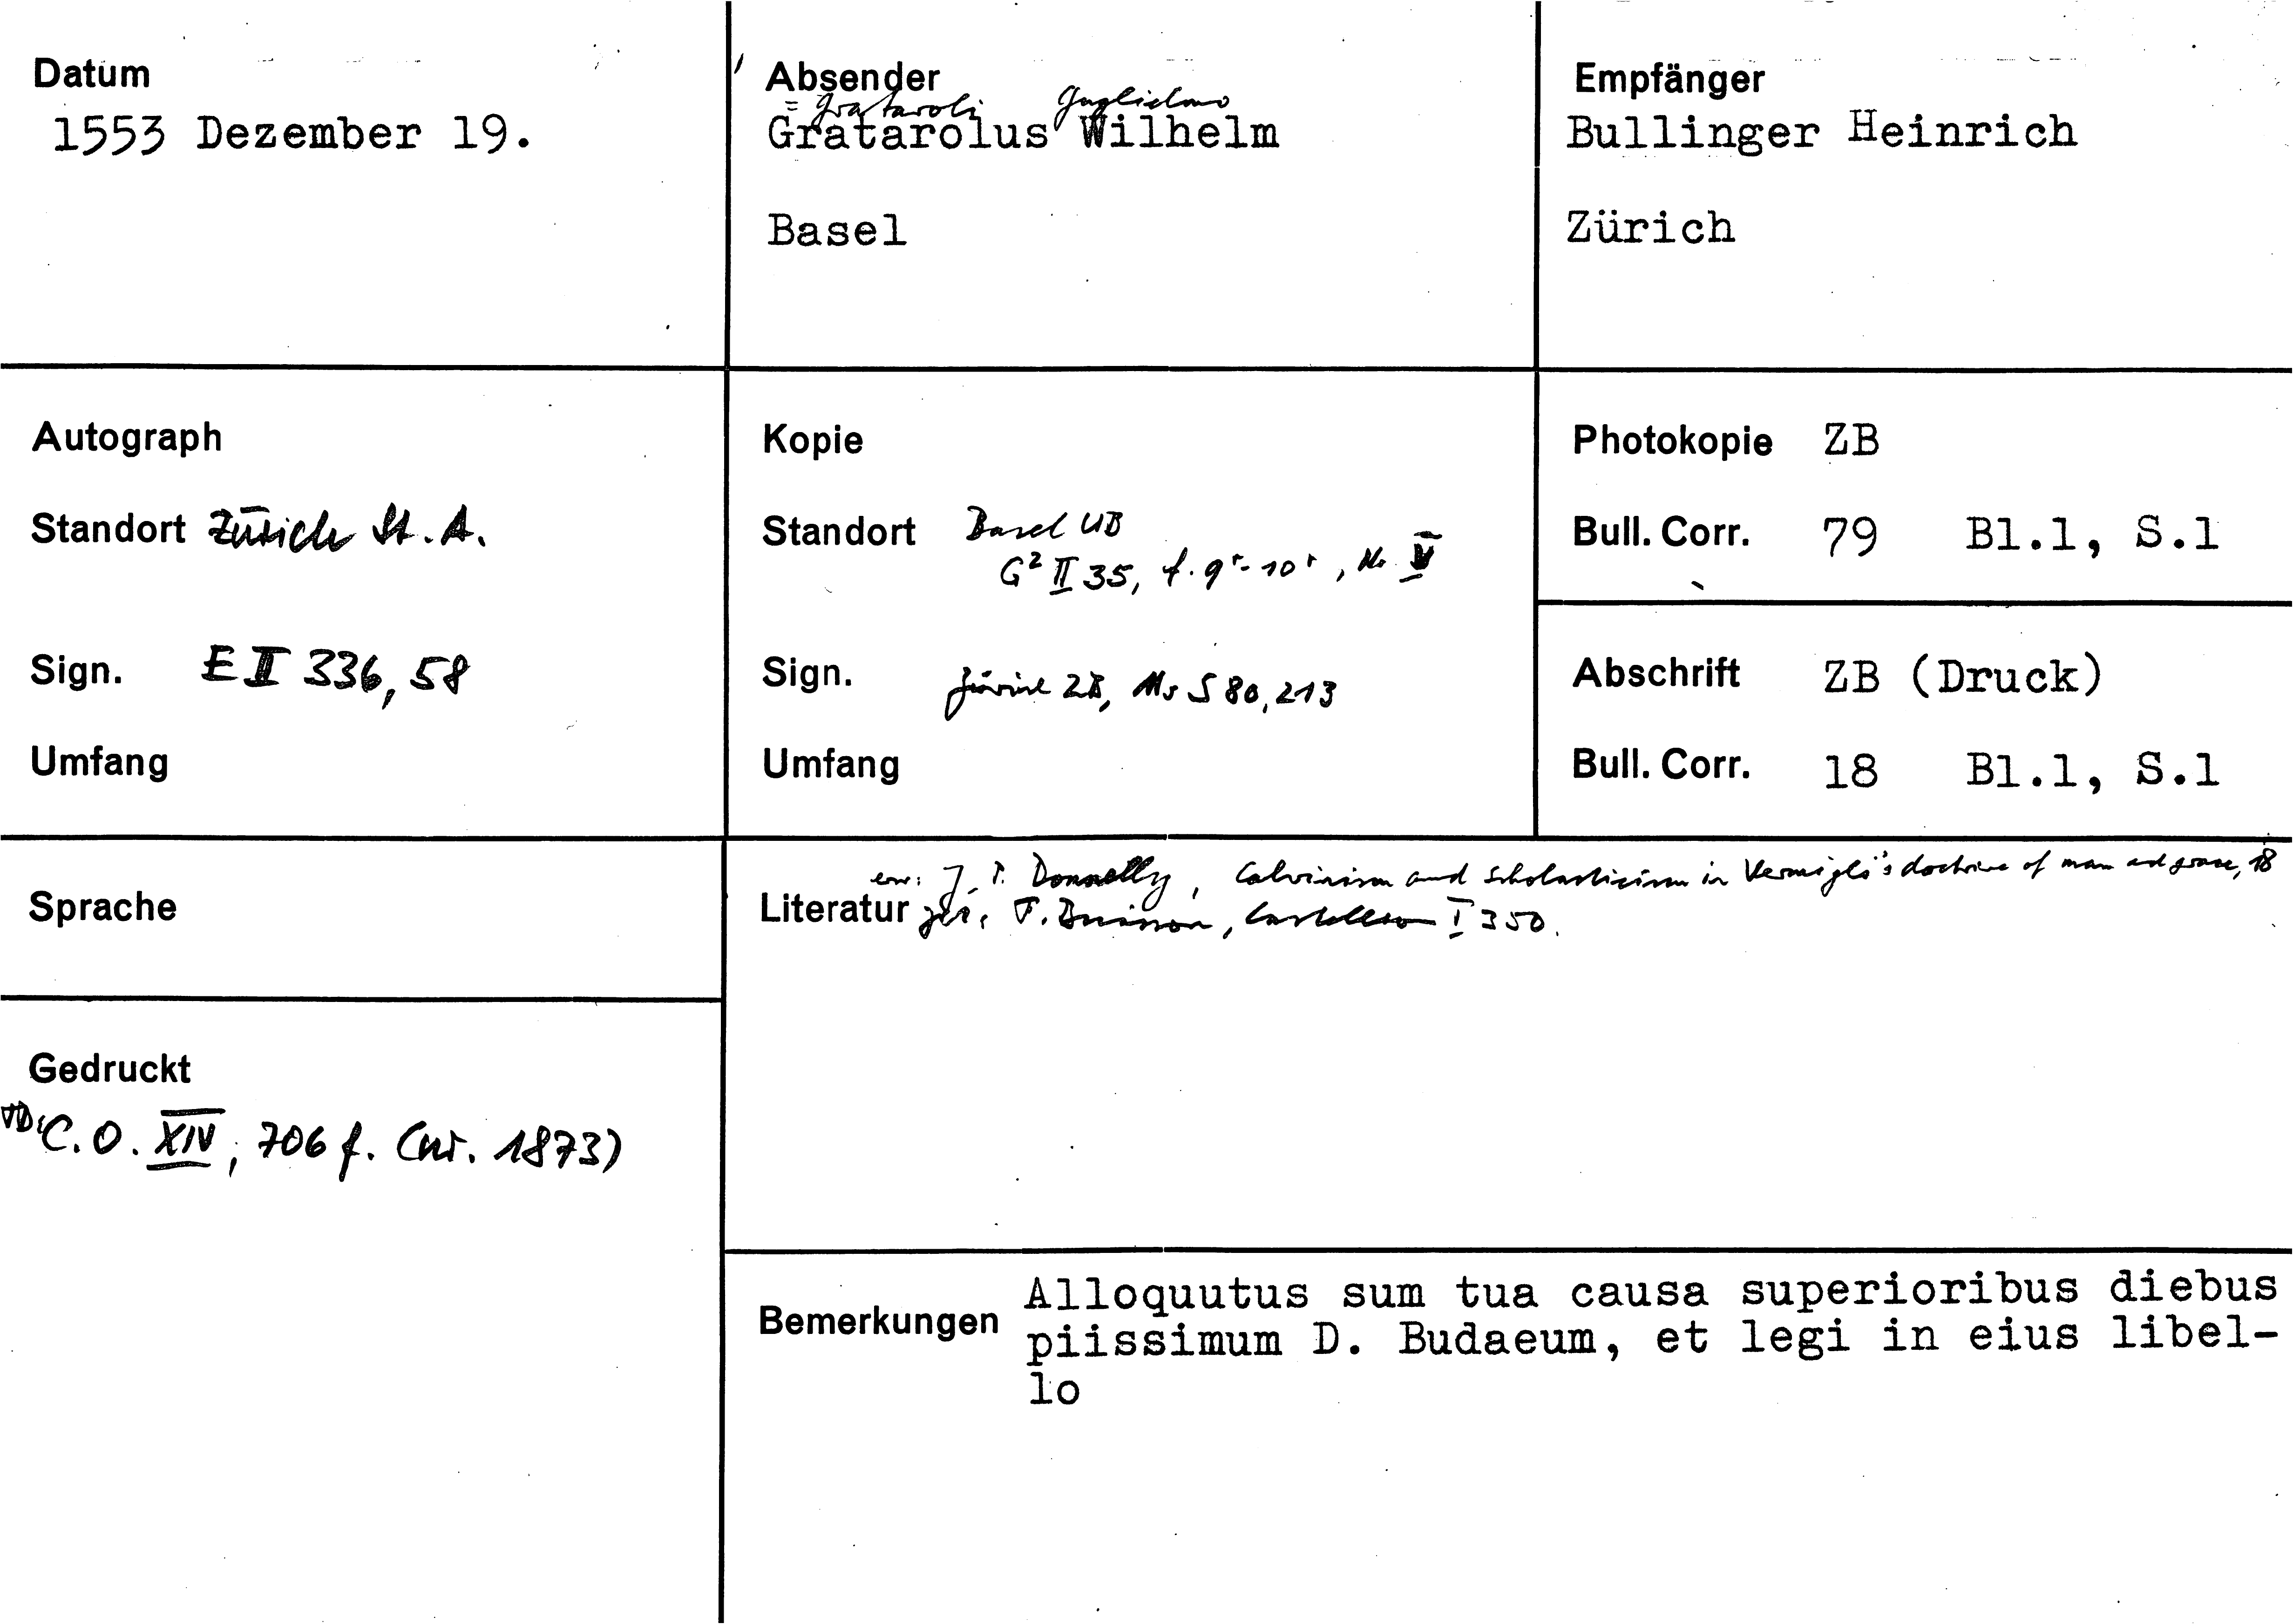 Datum
1553 Dezember 19.
Absender
= Grataroli Guglielmo
Gratarolus Wilhelm
Basel
Empfänger
Bullinger Heinrich
Zürich
Autograph
Standort Zürich St. A.
Sign. E II 336, 58
Umfang
Kopie
Standort Basel UB
G² II 35, f. 9r-10r, Nr. V
Sign. Zürich ZB, Ms S 80, 213
Umfang
Photokopie ZB
Bull. Corr. 79 Bl.1, S.1
Abschrift ZB (Druck)
Bull. Corr. 18 Bl.1, S.1
Sprache
Gedruckt
C.O. XIV, 706 f. (nr. 1873)
erw: J. P. Donnelly, Calvinism and Scholasticism in Vermigli's doctrine of man and grace, 18
Literatur F. Buisson, Castellion I 350.
Bemerkungen
Alloquutus sum tua causa superioribus diebus
piissimum D. Budaeum, et legi in eius libel-
lo